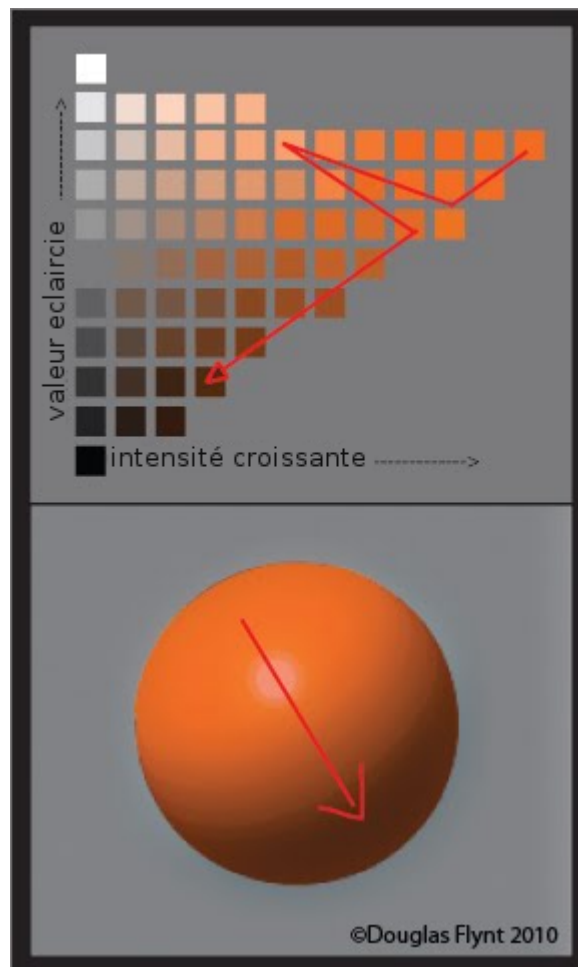 valeur eclaircie ---------->
intensité croissante ------------->
©Douglas Flynt 2010